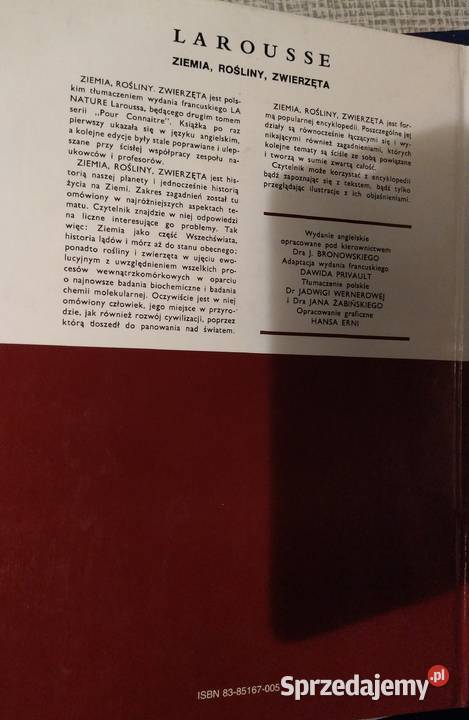 LAROUSSE
ZIEMIA, ROŚLINY, ZWIERZĘTA
ZIEMIA, ROŚLINY. ZWIERZĘTA jest pols-
kim tłumaczeniem wydania francuskiego LA
NATURE Laroussa, będącego drugim tomem
serii ,,Pour Connaitre''. Książka po raz
pierwszy ukazała się w języku angielskim,
a kolejne edycje były stale poprawiane i ulep-
szane przy ścisłej współpracy zespołu na-
ukowców i profesorów.
ZIEMIA, ROŚLINY, ZWIERZĘTA jest his-
torią naszej planety i jednocześnie historią
życia na Ziemi. Zakres zagadnień został tu
omówiony w najróżniejszych aspektach te-
matu. Czytelnik znajdzie w niej odpowiedzi
na liczne interesujące go problemy. Tak
więc: Ziemia jako część Wszechświata,
historia lądów i mórz aż do stanu obecnego;
ponadto rośliny i zwierzęta w ujęciu ewo-
lucyjnym z uwzględnieniem wszelkich pro-
cesów wewnątrzkomórkowych w oparciu
o najnowsze badania biochemiczne i badania
chemii molekularnej. Oczywiście jest w niej
omówiony człowiek, jego miejsce w przyro-
dzie, jak również rozwój cywilizacji, poprzez
którą doszedł do panowania nad światem.
ZIEMIA, ROŚLINY, ZWIERZĘTA jest for-
mą popularnej encyklopedii. Poszczególne jej
działy są równocześnie łączącymi się i wy-
nikającymi również zagadnieniami, których
kolejne tematy są ściśle ze sobą powiązane
i tworzą w sumie zwartą całość.
Czytelnik może korzystać z encyklopedii
bądź zapoznając się z tekstem, bądź tylko
przeglądając ilustracje z ich objaśnieniami.
Wydanie angielskie
opracowane pod kierownictwem
Dra J. BRONOWSKIEGO
Adaptacja wydania francuskiego
DAWIDA PRIVAULT
Tłumaczenie polskie
Dr JADWIGI WERNEROWEJ
i Dra JANA ŻABIŃSKIEGO
Opracowanie graficzne
HANSA ERNI
ISBN 83-85167-005
Sprzedajemy.pl